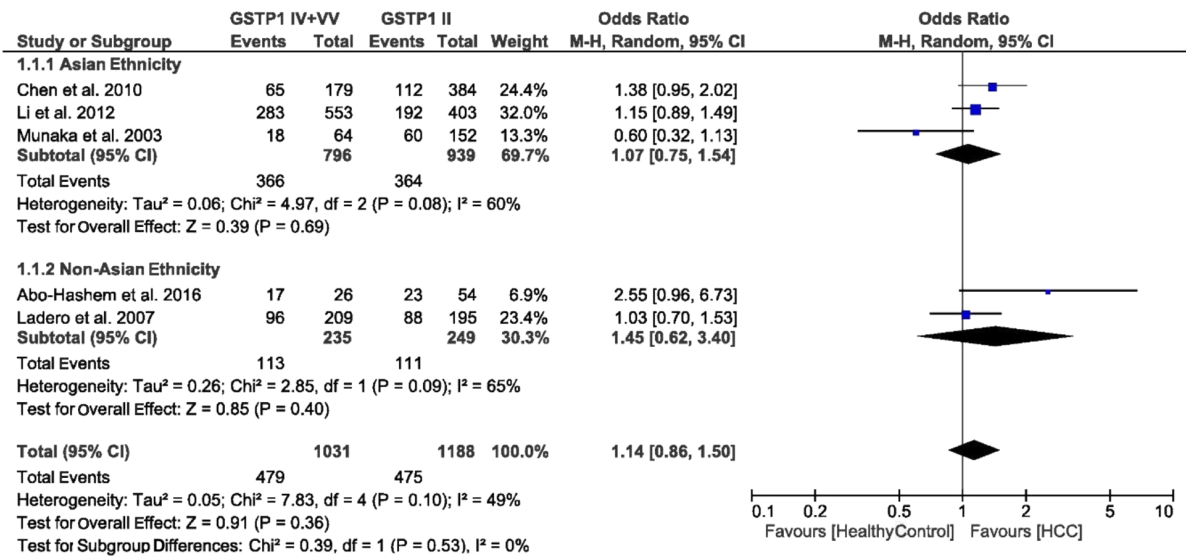 GSTP1 IV+VV GSTP1 II Odds Ratio Odds Ratio
Study or Subgroup Events Total Events Total Weight M-H, Random, 95% CI M-H, Random, 95% CI
1.1.1 Asian Ethnicity
Chen et al. 2010 65 179 112 384 24.4% 1.38 [0.95, 2.02]
Li et al. 2012 283 553 192 403 32.0% 1.15 [0.89, 1.49]
Munaka et al. 2003 18 64 60 152 13.3% 0.60 [0.32, 1.13]
Subtotal (95% CI) 796 939 69.7% 1.07 [0.75, 1.54]
Total Events 366 364
Heterogeneity: Tau² = 0.06; Chi² = 4.97, df = 2 (P = 0.08); I² = 60%
Test for Overall Effect: Z = 0.39 (P = 0.69)
1.1.2 Non-Asian Ethnicity
Abo-Hashem et al. 2016 17 26 23 54 6.9% 2.55 [0.96, 6.73]
Ladero et al. 2007 96 209 88 195 23.4% 1.03 [0.70, 1.53]
Subtotal (95% CI) 235 249 30.3% 1.45 [0.62, 3.40]
Total Events 113 111
Heterogeneity: Tau² = 0.26; Chi² = 2.85, df = 1 (P = 0.09); I² = 65%
Test for Overall Effect: Z = 0.85 (P = 0.40)
Total (95% CI) 1031 1188 100.0% 1.14 [0.86, 1.50]
Total Events 479 475
Heterogeneity: Tau² = 0.05; Chi² = 7.83, df = 4 (P = 0.10); I² = 49%
Test for Overall Effect: Z = 0.91 (P = 0.36)
Test for Subgroup Differences: Chi² = 0.39, df = 1 (P = 0.53), I² = 0%
0.1 0.2 0.5 1 2 5 10
Favours [HealthyControl] Favours [HCC]